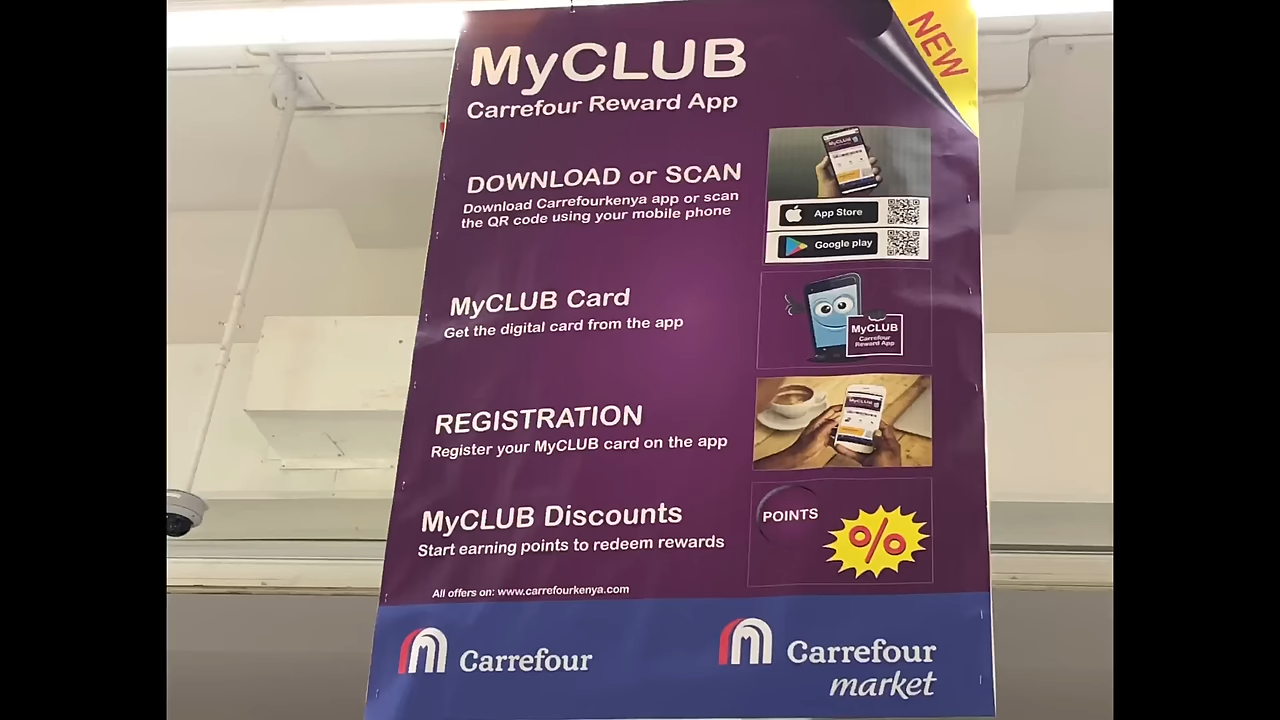 NEW
MyCLUB
Carrefour Reward App
DOWNLOAD or SCAN
Download Carrefourkenya app or scan
the QR code using your mobile phone
App Store
Google play
MyCLUB Card
Get the digital card from the app
MyCLUB
Carrefour
Reward App
REGISTRATION
Register your MyCLUB card on the app
MyCLUB
MyCLUB Discounts
Start earning points to redeem rewards
POINTS
%
All offers on: www.carrefourkenya.com
Carrefour
Carrefour
market